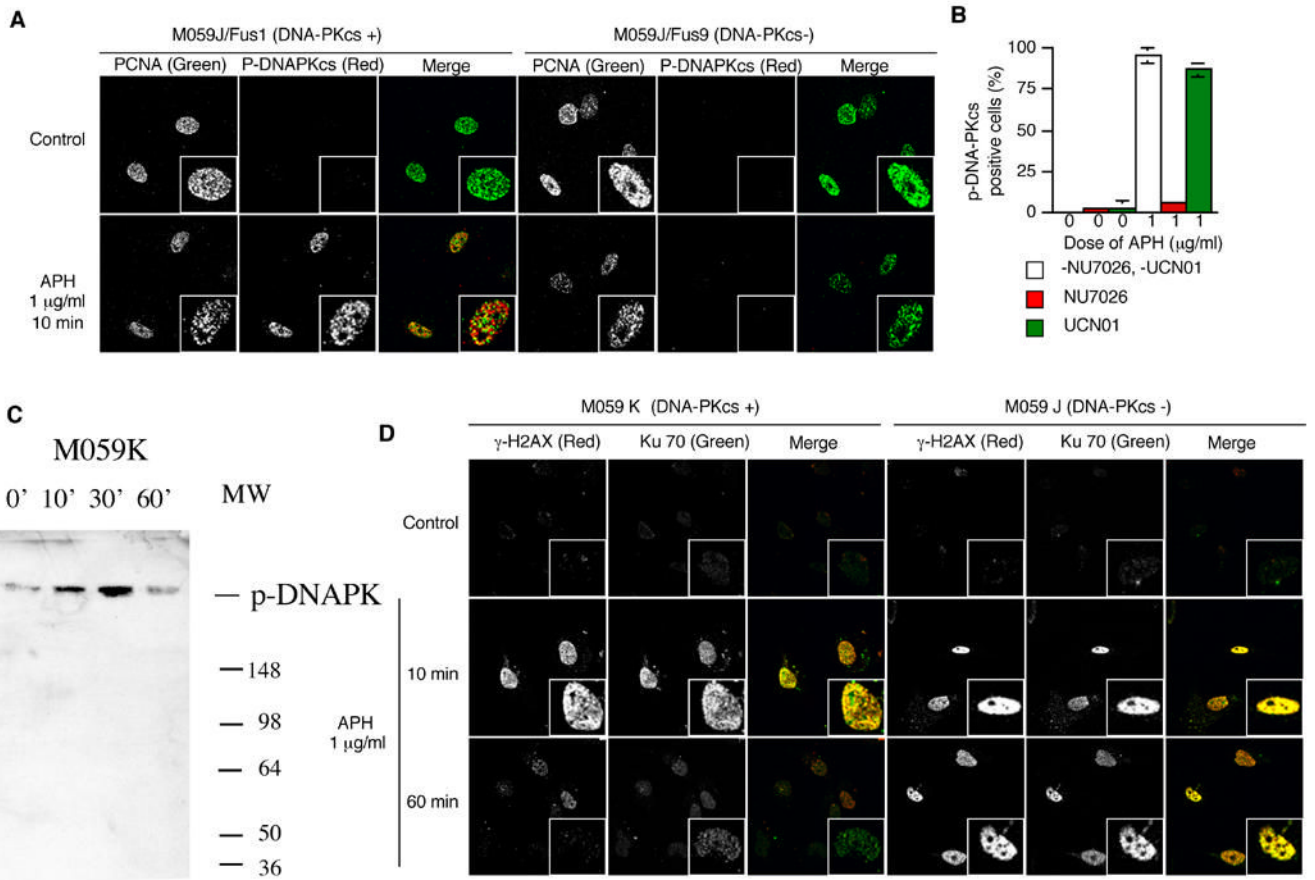 A
M059J/Fus1 (DNA-PKcs +)
M059J/Fus9 (DNA-PKcs-)
PCNA (Green) P-DNAPKcs (Red) Merge
PCNA (Green) P-DNAPKcs (Red) Merge
Control
APH
1 μg/ml
10 min
B
p-DNA-PKcs
positive cells (%)
100
75
50
25
0
0 0 0 1 1 1
Dose of APH (μg/ml)
-NU7026, -UCN01
NU7026
UCN01
C
M059K
0' 10' 30' 60'
MW
p-DNAPK
148
98
64
50
36
D
M059 K (DNA-PKcs +)
M059 J (DNA-PKcs -)
γ-H2AX (Red) Ku 70 (Green) Merge
γ-H2AX (Red) Ku 70 (Green) Merge
Control
10 min
APH
1 μg/ml
60 min